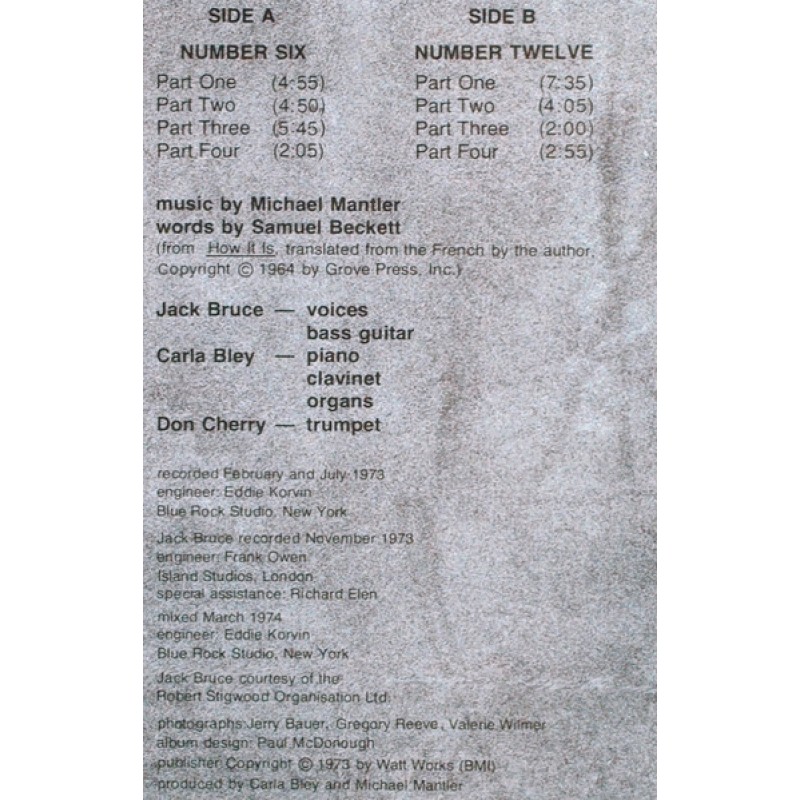 SIDE A
NUMBER SIX
Part One (4:55)
Part Two (4:50)
Part Three (5:45)
Part Four (2:05)
SIDE B
NUMBER TWELVE
Part One (7:35)
Part Two (4:05)
Part Three (2:00)
Part Four (2:55)
music by Michael Mantler
words by Samuel Beckett
(from How It Is, translated from the French by the author,
Copyright © 1964 by Grove Press, Inc.)
Jack Bruce — voices
bass guitar
Carla Bley — piano
clavinet
organs
Don Cherry — trumpet
recorded February and July 1973
engineer: Eddie Korvin
Blue Rock Studio, New York
Jack Bruce recorded November 1973
engineer: Frank Owen
Island Studios, London
special assistance: Richard Elen
mixed March 1974
engineer: Eddie Korvin
Blue Rock Studio, New York
Jack Bruce courtesy of the
Robert Stigwood Organisation Ltd.
photographs: Jerry Bauer, Gregory Reeve, Valerie Wilmer
album design: Paul McDonough
publisher Copyright © 1973 by Watt Works (BMI)
produced by Carla Bley and Michael Mantler